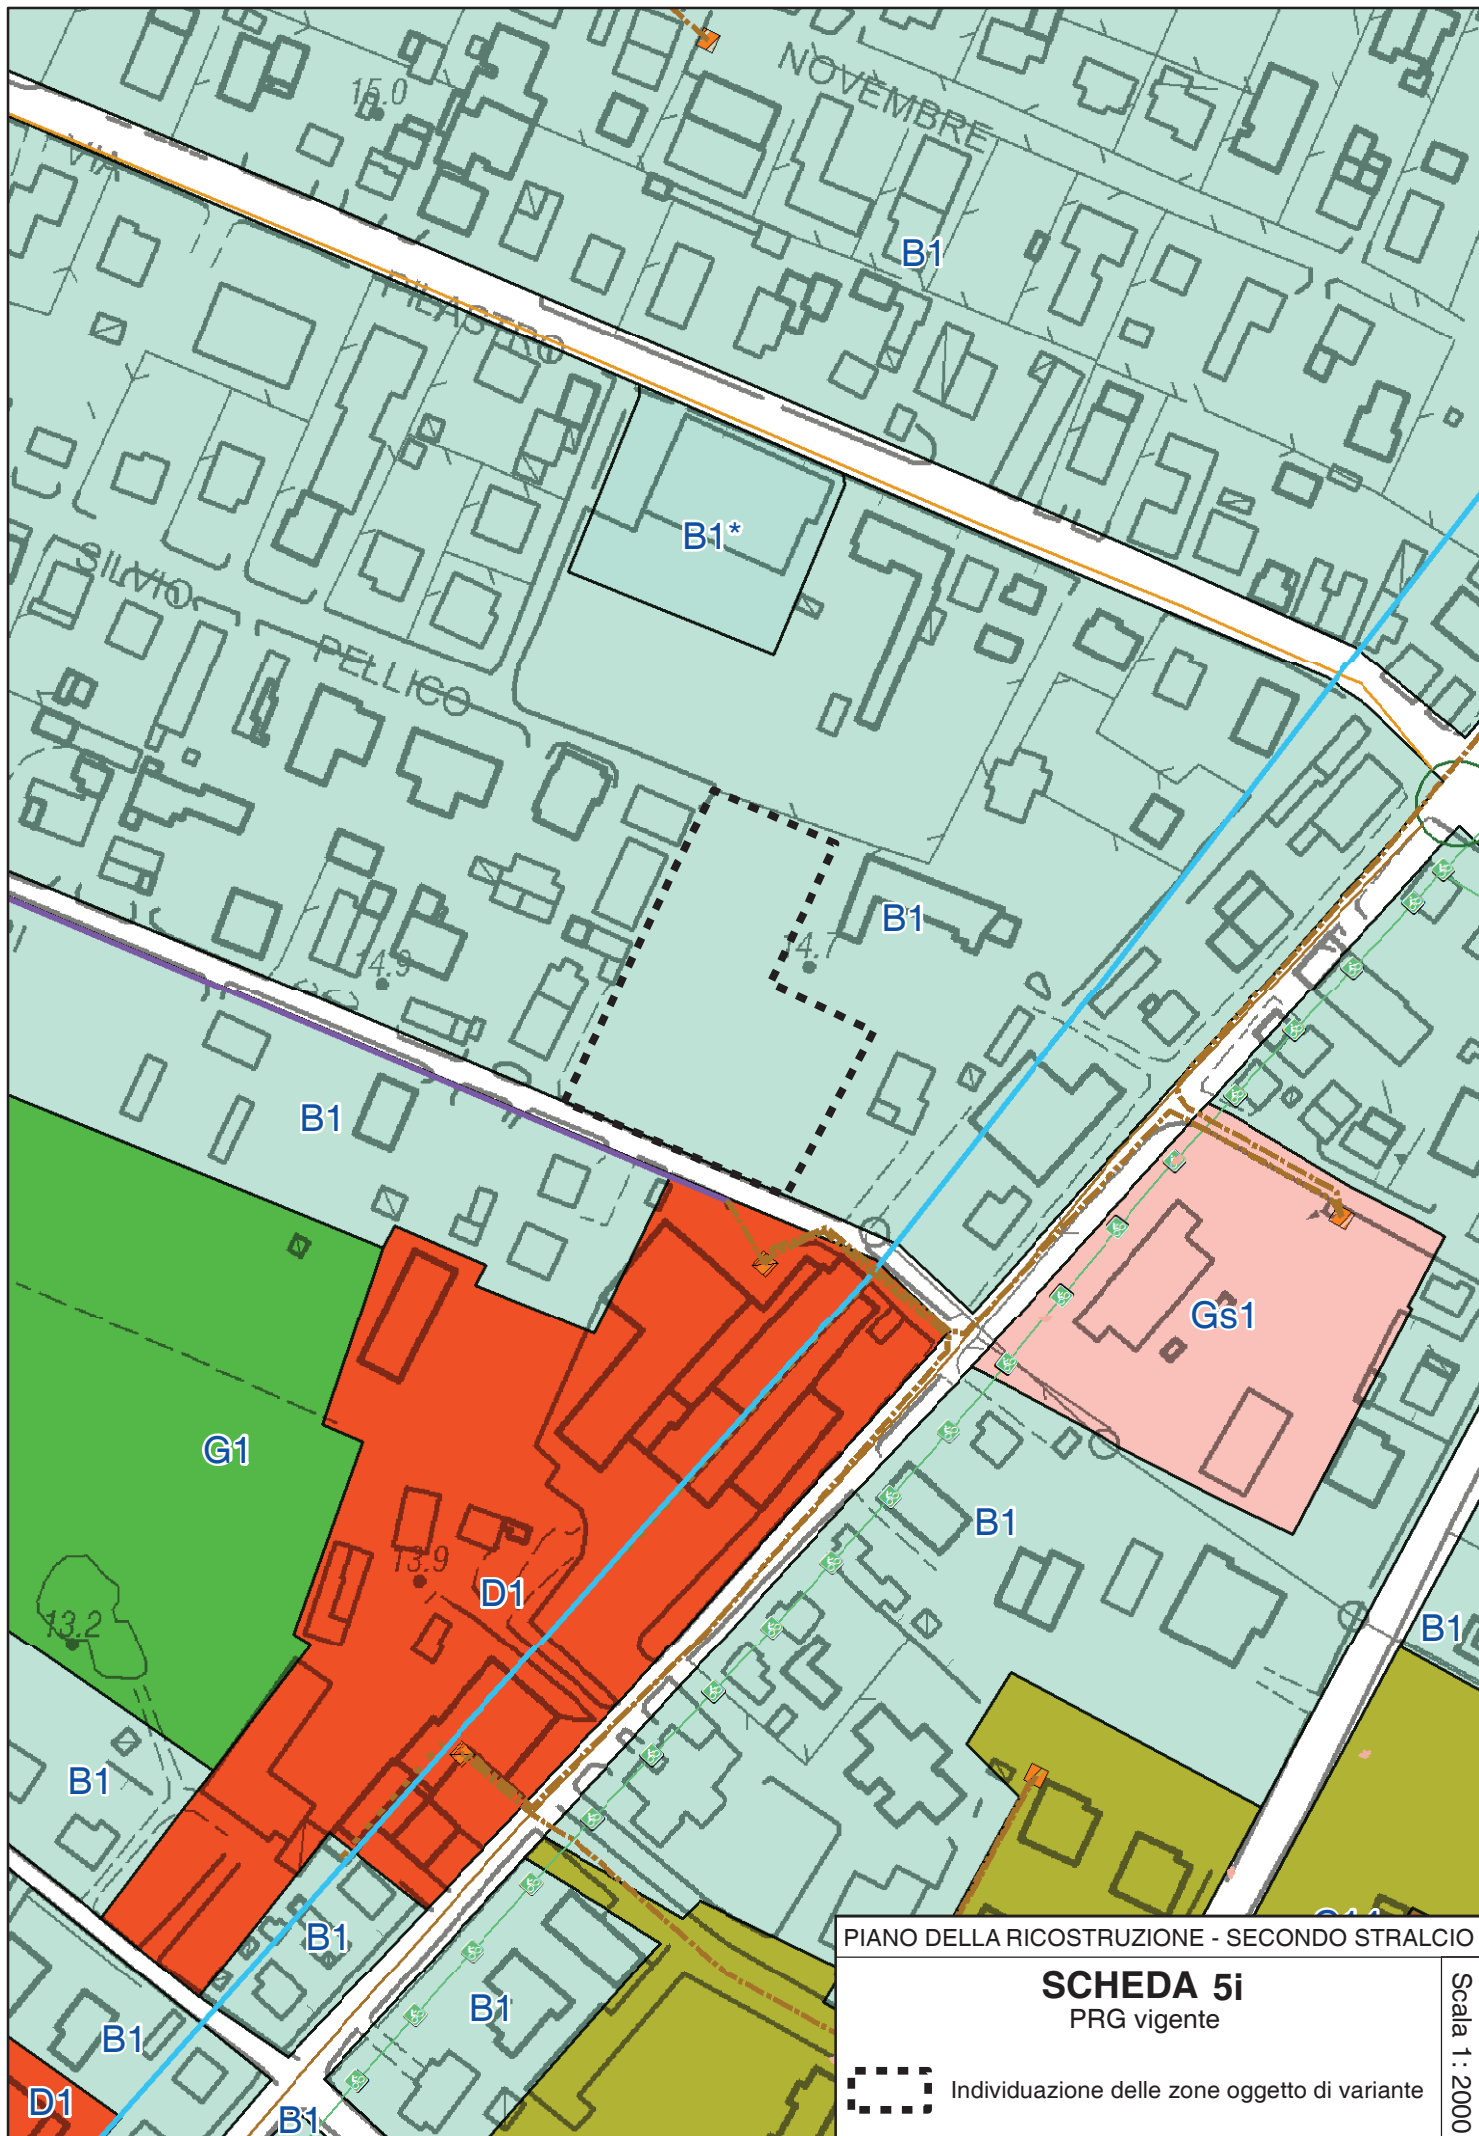 NOVEMBRE
15.0
VIA
B1
PILASTRO
B1*
SILVIO
PELLICO
B1
14.7
14.9
B1
Gs1
G1
B1
13.9
D1
13.2
B1
B1
B1
B1
B1
D1
B1
PIANO DELLA RICOSTRUZIONE - SECONDO STRALCIO
SCHEDA 5i
PRG vigente
Individuazione delle zone oggetto di variante
Scala 1: 2000